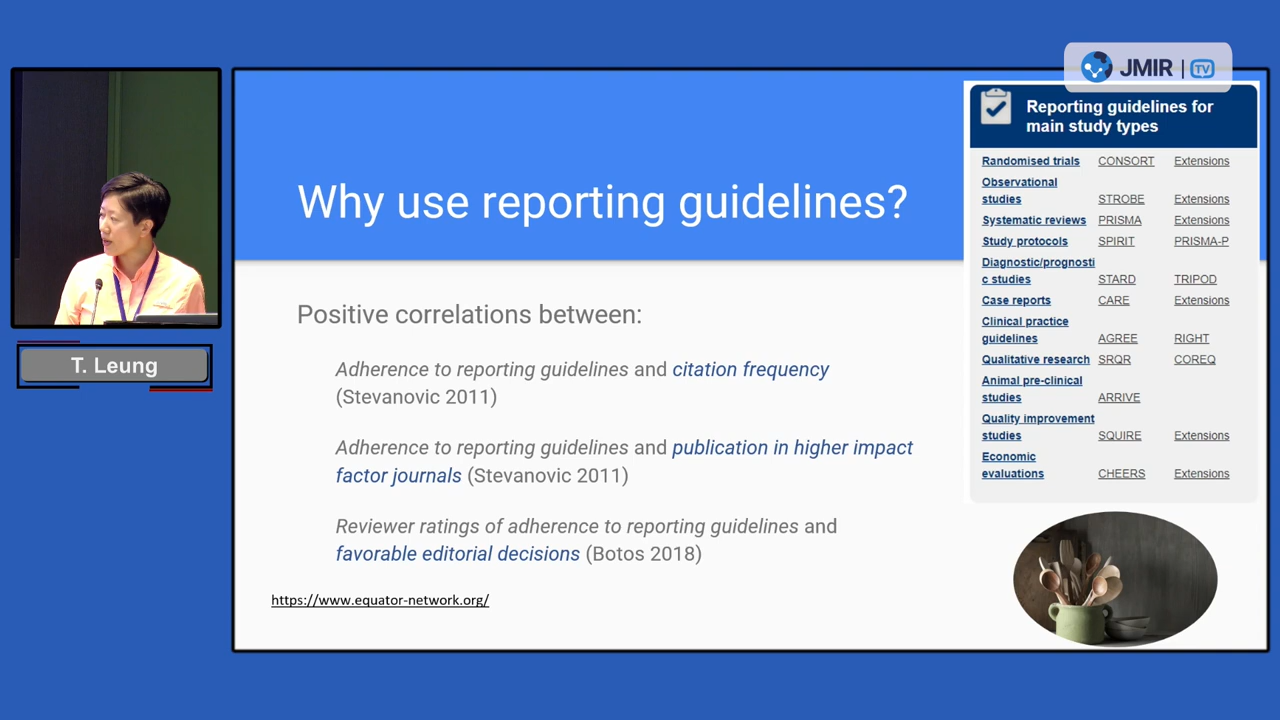 JMIR | TV
T. Leung
Why use reporting guidelines?
Positive correlations between:
Adherence to reporting guidelines and citation frequency
(Stevanovic 2011)
Adherence to reporting guidelines and publication in higher impact
factor journals (Stevanovic 2011)
Reviewer ratings of adherence to reporting guidelines and
favorable editorial decisions (Botos 2018)
https://www.equator-network.org/
Reporting guidelines for
main study types
Randomised trials CONSORT Extensions
Observational
studies STROBE Extensions
Systematic reviews PRISMA Extensions
Study protocols SPIRIT PRISMA-P
Diagnostic/prognosti
c studies STARD TRIPOD
Case reports CARE Extensions
Clinical practice
guidelines AGREE RIGHT
Qualitative research SRQR COREQ
Animal pre-clinical
studies ARRIVE
Quality improvement
studies SQUIRE Extensions
Economic
evaluations CHEERS Extensions